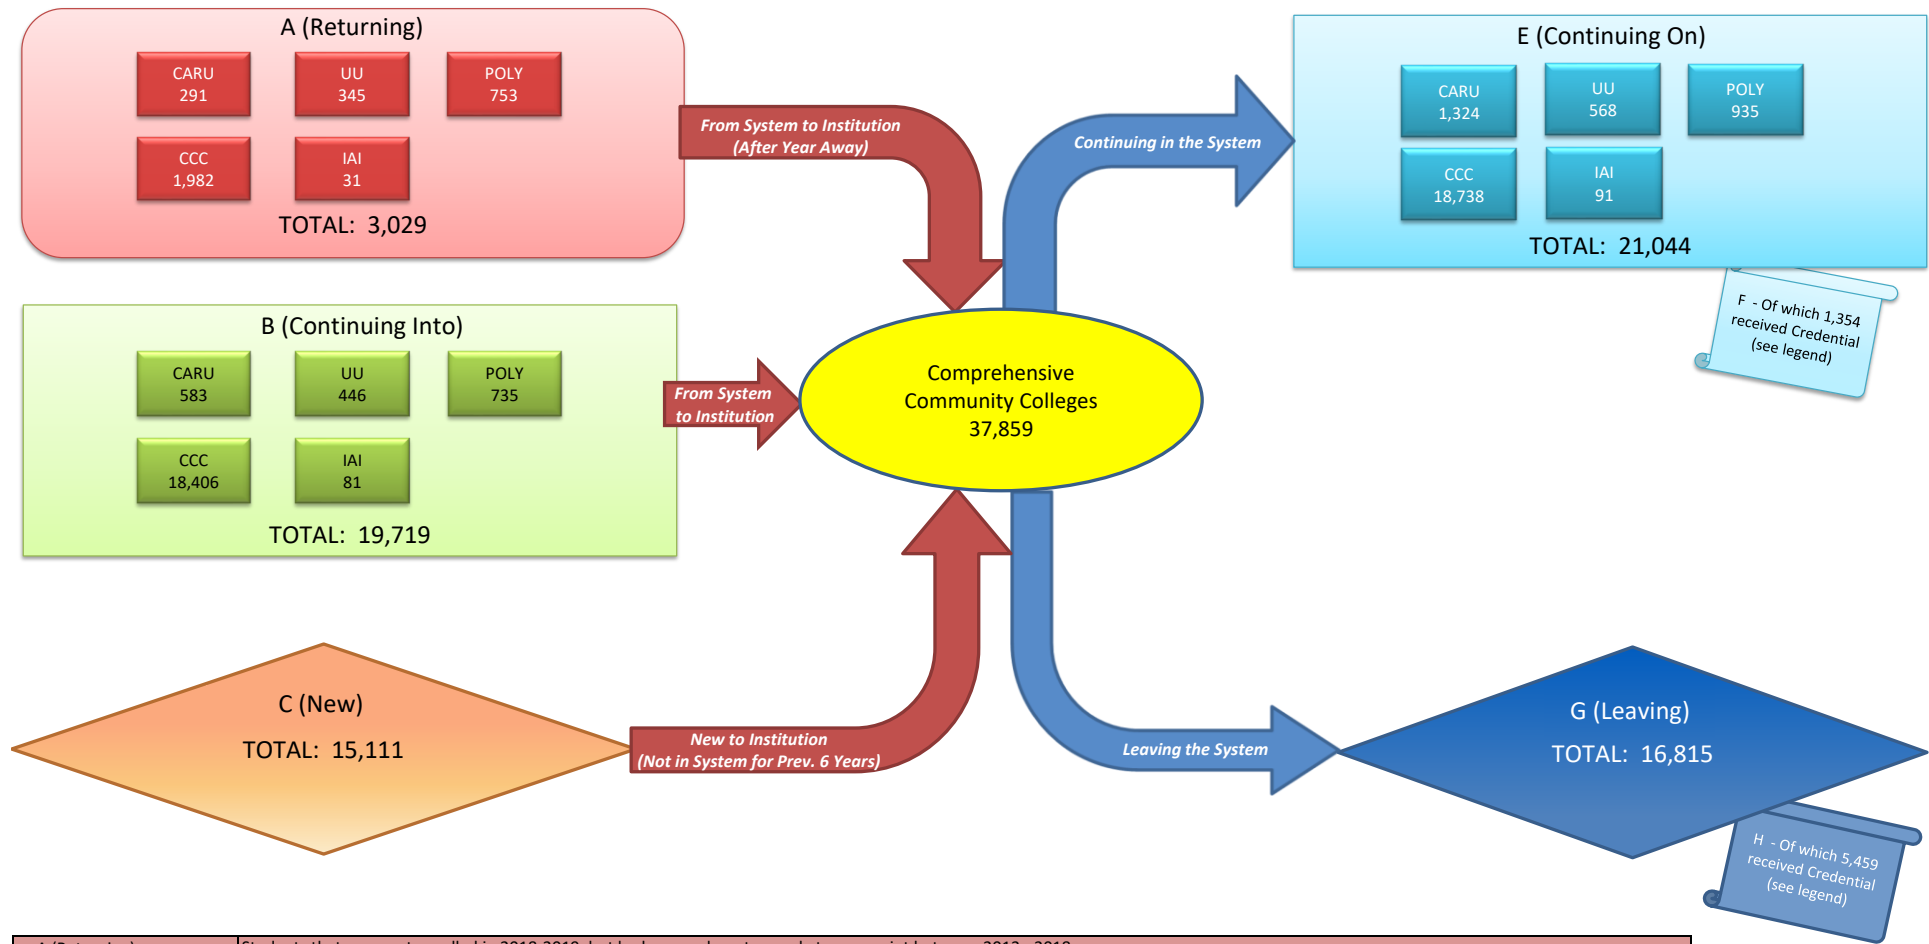 A (Returning)
CARU
291
UU
345
POLY
753
CCC
1,982
IAI
31
TOTAL: 3,029
From System to Institution
(After Year Away)
B (Continuing Into)
CARU
583
UU
446
POLY
735
CCC
18,406
IAI
81
TOTAL: 19,719
From System
to Institution
C (New)
TOTAL: 15,111
New to Institution
(Not in System for Prev. 6 Years)
Comprehensive
Community Colleges
37,859
Continuing in the System
E (Continuing On)
CARU
1,324
UU
568
POLY
935
CCC
18,738
IAI
91
TOTAL: 21,044
F - Of which 1,354
received Credential
(see legend)
Leaving the System
G (Leaving)
TOTAL: 16,815
H - Of which 5,459
received Credential
(see legend)